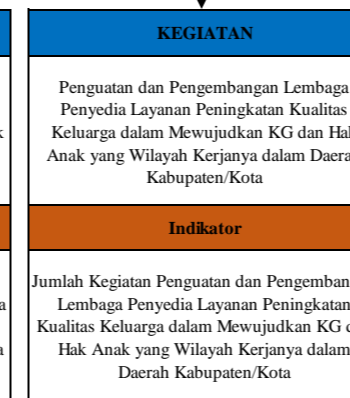 KEGIATAN
Penguatan dan Pengembangan Lembaga
Penyedia Layanan Peningkatan Kualitas
Keluarga dalam Mewujudkan KG dan
Anak yang Wilayah Kerjanya dalam
Kabupaten/Kota
Indikator
Jumlah Kegiatan Penguatan dan
Lembaga Penyedia Layanan Peningkatan
Kualitas Keluarga dalam Mewujudkan KG
Hak Anak yang Wilayah Kerjanya dalam
Daerah Kabupaten/Kota